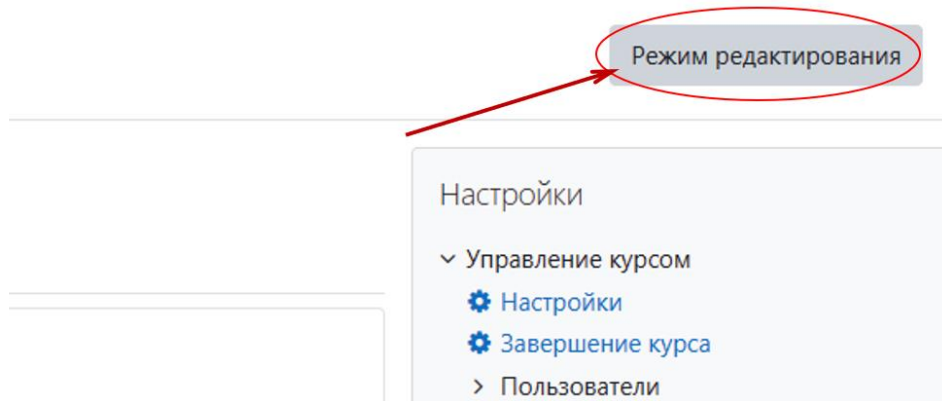 Режим редактирования
Настройки
Управление курсом
Настройки
Завершение курса
Пользователи